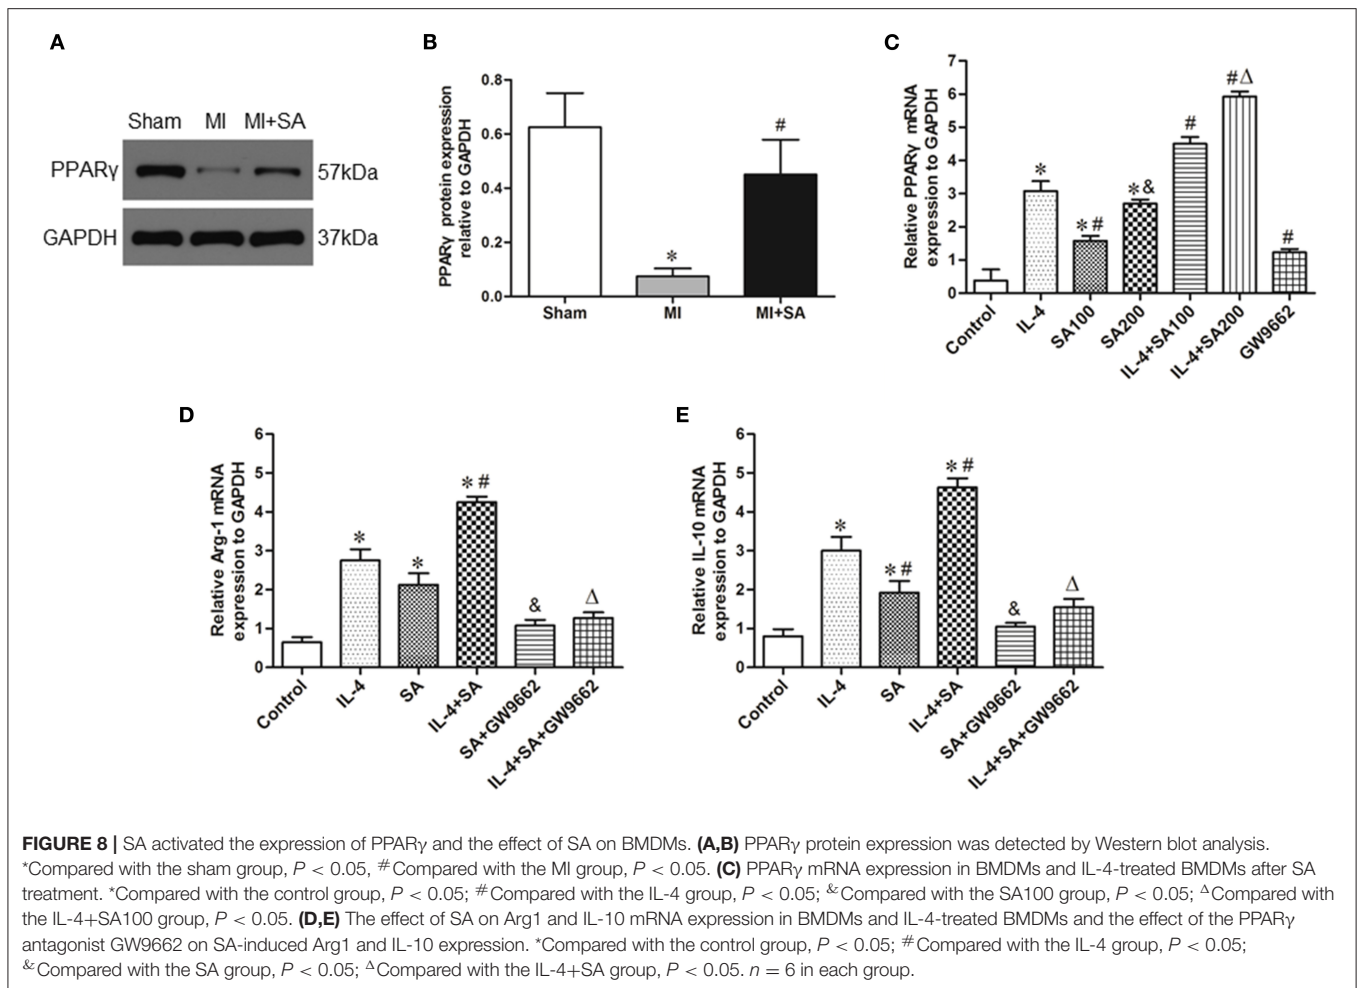 A
Sham MI MI+SA
PPARγ 57kDa
GAPDH 37kDa
B
PPARγ protein expression
relative to GAPDH
0.8
0.6
0.4
0.2
0.0
*
#
Sham MI MI+SA
C
Relative PPARγ mRNA
expression to GAPDH
7
6
5
4
3
2
1
0
*
*#
*&
#
#Δ
#
Control
IL-4
SA100
SA200
IL-4+SA100
IL-4+SA200
GW9662
D
Relative Arg-1 mRNA
expression to GAPDH
6
5
4
3
2
1
0
*
*
*#
&
Δ
Control
IL-4
SA
IL-4+SA
SA+GW9662
IL-4+SA+GW9662
E
Relative IL-10 mRNA
expression to GAPDH
6
5
4
3
2
1
0
*
*#
*#
&
Δ
Control
IL-4
SA
IL-4+SA
SA+GW9662
IL-4+SA+GW9662
FIGURE 8 | SA activated the expression of PPARγ and the effect of SA on BMDMs. (A,B) PPARγ protein expression was detected by Western blot analysis.
*Compared with the sham group, P < 0.05, #Compared with the MI group, P < 0.05. (C) PPARγ mRNA expression in BMDMs and IL-4-treated BMDMs after SA
treatment. *Compared with the control group, P < 0.05; #Compared with the IL-4 group, P < 0.05; &Compared with the SA100 group, P < 0.05; ΔCompared with
the IL-4+SA100 group, P < 0.05. (D,E) The effect of SA on Arg1 and IL-10 mRNA expression in BMDMs and IL-4-treated BMDMs and the effect of the PPARγ
antagonist GW9662 on SA-induced Arg1 and IL-10 expression. *Compared with the control group, P < 0.05; #Compared with the IL-4 group, P < 0.05;
&Compared with the SA group, P < 0.05; ΔCompared with the IL-4+SA group, P < 0.05. n = 6 in each group.